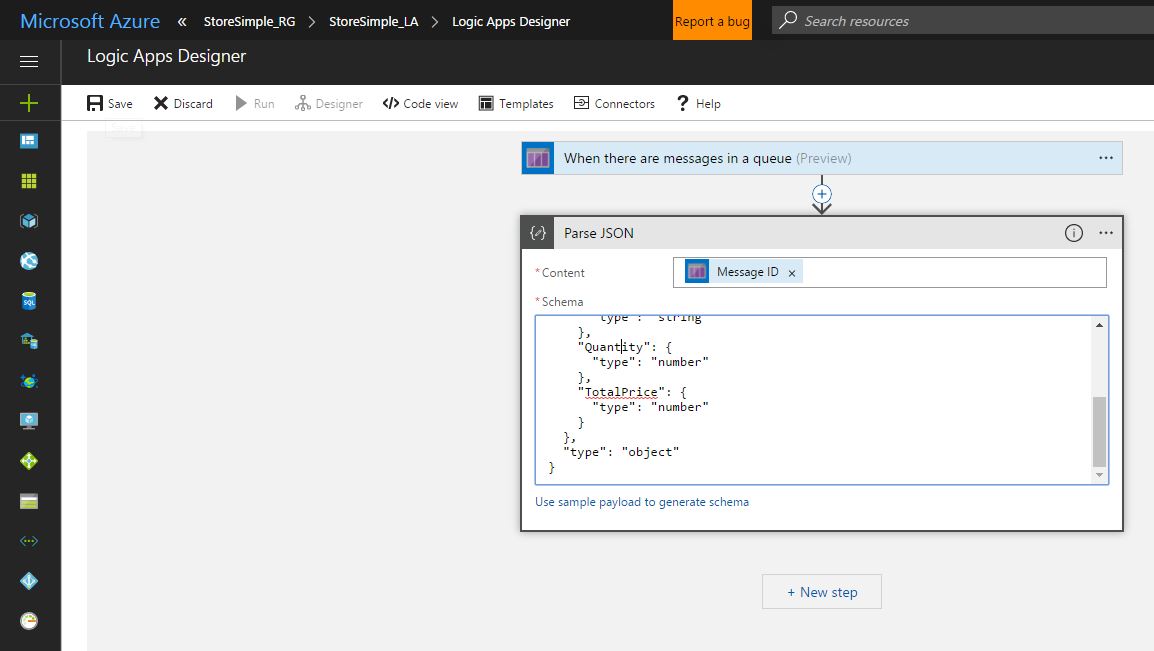 Microsoft Azure « StoreSimple_RG > StoreSimple_LA > Logic Apps Designer
Report a bug
Search resources
Logic Apps Designer
Save Discard Run Designer Code view Templates Connectors ? Help
Save
When there are messages in a queue (Preview) ...
Parse JSON ...
*Content
Message ID ×
*Schema
"type": "string"
},
"Quantity": {
"type": "number"
},
"TotalPrice": {
"type": "number"
}
},
"type": "object"
}
Use sample payload to generate schema
+ New step